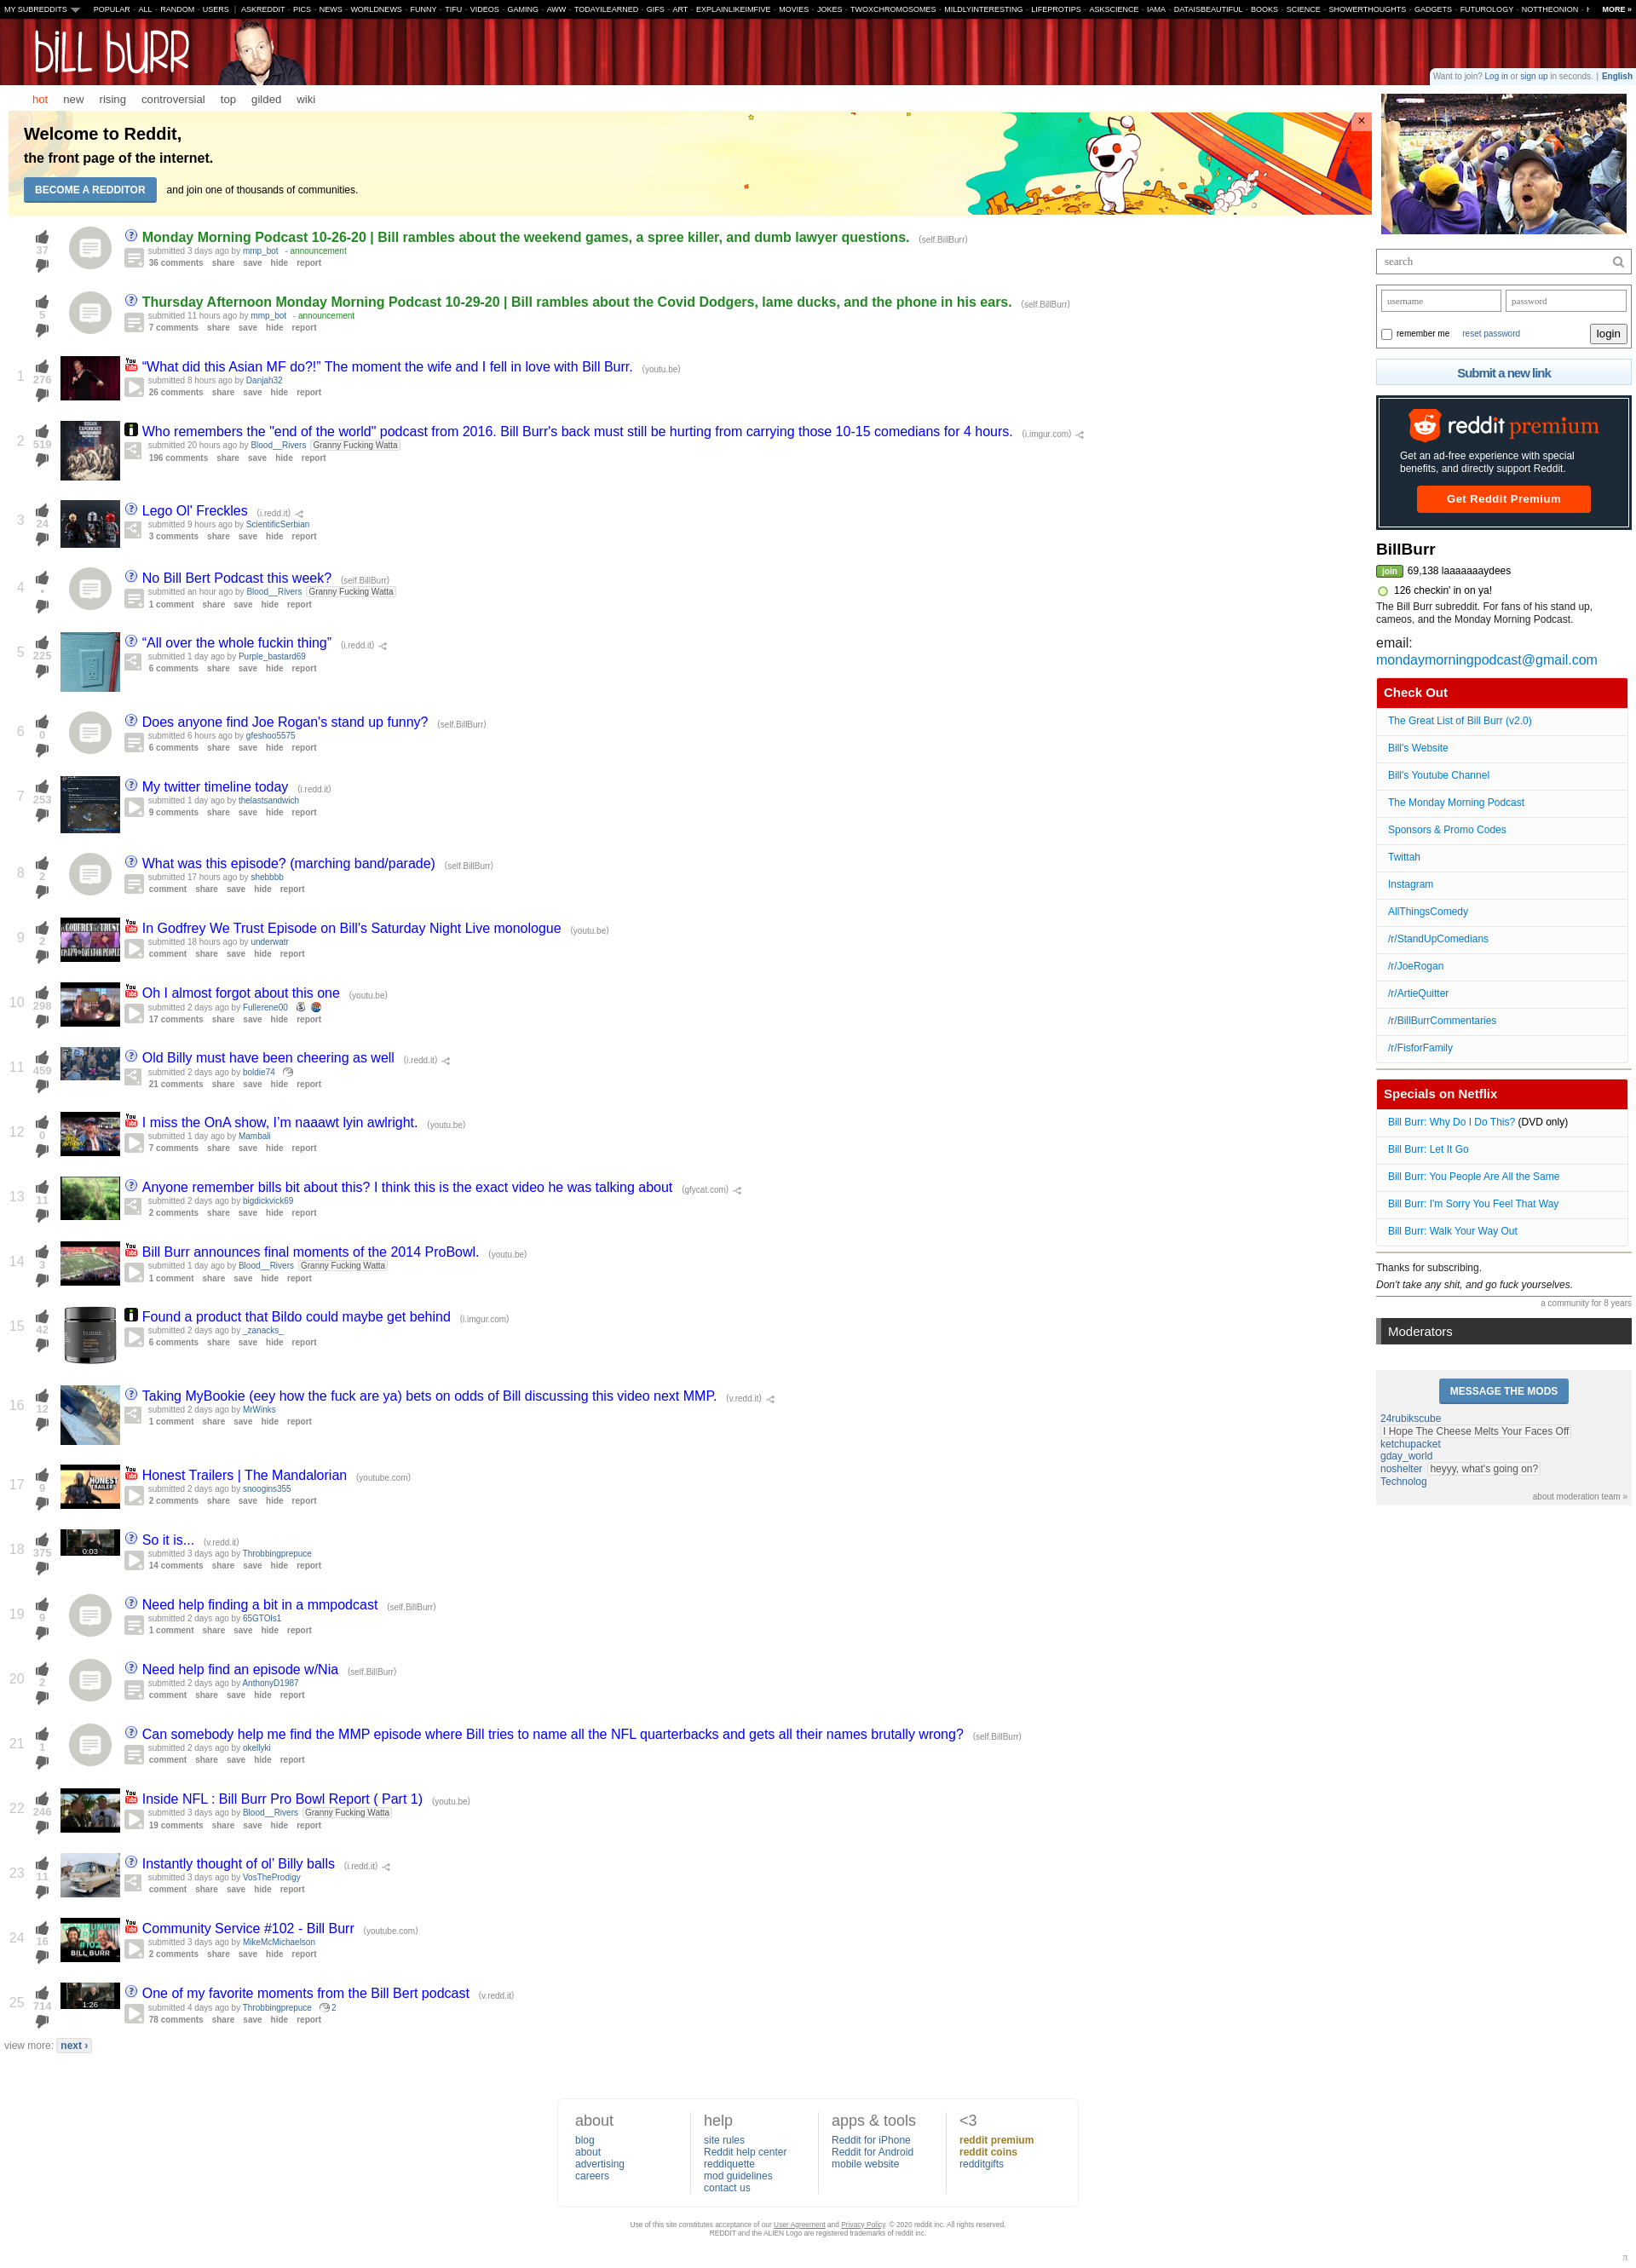 MY SUBREDDITS POPULAR - ALL - RANDOM - USERS | ASKREDDIT - PICS - NEWS - WORLDNEWS - FUNNY - TIFU - VIDEOS - GAMING - AWW - TODAYILEARNED - GIFS - ART - EXPLAINLIKEIMFIVE - MOVIES - JOKES - TWOXCHROMOSOMES - MILDLYINTERESTING - LIFEPROTIPS - ASKSCIENCE - IAMA - DATAISBEAUTIFUL - BOOKS - SCIENCE - SHOWERTHOUGHTS - GADGETS - FUTUROLOGY - NOTTHEONION - MORE »
bill burr
Want to join? Log in or sign up in seconds. | English
hot new rising controversial top gilded wiki
Welcome to Reddit,
the front page of the internet.
BECOME A REDDITOR and join one of thousands of communities.
37
Monday Morning Podcast 10-26-20 | Bill rambles about the weekend games, a spree killer, and dumb lawyer questions. (self.BillBurr)
submitted 3 days ago by mmp_bot - announcement
36 comments share save hide report
5
Thursday Afternoon Monday Morning Podcast 10-29-20 | Bill rambles about the Covid Dodgers, lame ducks, and the phone in his ears. (self.BillBurr)
submitted 11 hours ago by mmp_bot - announcement
7 comments share save hide report
1
276
“What did this Asian MF do?!” The moment the wife and I fell in love with Bill Burr. (youtu.be)
submitted 8 hours ago by Danjah32
26 comments share save hide report
2
519
Who remembers the "end of the world" podcast from 2016. Bill Burr's back must still be hurting from carrying those 10-15 comedians for 4 hours. (i.imgur.com)
submitted 20 hours ago by Blood__Rivers Granny Fucking Watta
196 comments share save hide report
3
24
Lego Ol' Freckles (i.redd.it)
submitted 9 hours ago by ScientificSerbian
3 comments share save hide report
4
•
No Bill Bert Podcast this week? (self.BillBurr)
submitted an hour ago by Blood__Rivers Granny Fucking Watta
1 comment share save hide report
5
225
“All over the whole fuckin thing” (i.redd.it)
submitted 1 day ago by Purple_bastard69
6 comments share save hide report
6
0
Does anyone find Joe Rogan's stand up funny? (self.BillBurr)
submitted 6 hours ago by gfeshoo5575
6 comments share save hide report
7
253
My twitter timeline today (i.redd.it)
submitted 1 day ago by thelastsandwich
9 comments share save hide report
8
2
What was this episode? (marching band/parade) (self.BillBurr)
submitted 17 hours ago by shebbbb
comment share save hide report
9
2
In Godfrey We Trust Episode on Bill's Saturday Night Live monologue (youtu.be)
submitted 18 hours ago by underwatr
comment share save hide report
10
298
Oh I almost forgot about this one (youtu.be)
submitted 2 days ago by Fullerene00
17 comments share save hide report
11
459
Old Billy must have been cheering as well (i.redd.it)
submitted 2 days ago by boldie74
21 comments share save hide report
12
0
I miss the OnA show, I’m naaawt lyin awlright. (youtu.be)
submitted 1 day ago by Mambali
7 comments share save hide report
13
11
Anyone remember bills bit about this? I think this is the exact video he was talking about (gfycat.com)
submitted 2 days ago by bigdickvick69
2 comments share save hide report
14
3
Bill Burr announces final moments of the 2014 ProBowl. (youtu.be)
submitted 1 day ago by Blood__Rivers Granny Fucking Watta
1 comment share save hide report
15
42
Found a product that Bildo could maybe get behind (i.imgur.com)
submitted 2 days ago by _zanacks_
6 comments share save hide report
16
12
Taking MyBookie (eey how the fuck are ya) bets on odds of Bill discussing this video next MMP. (v.redd.it)
submitted 2 days ago by MrWinks
1 comment share save hide report
17
9
HONEST TRAILER
Honest Trailers | The Mandalorian (youtube.com)
submitted 2 days ago by snoogins355
2 comments share save hide report
18
375
0:03
So it is... (v.redd.it)
submitted 3 days ago by Throbbingprepuce
14 comments share save hide report
19
9
Need help finding a bit in a mmpodcast (self.BillBurr)
submitted 2 days ago by 65GTOls1
1 comment share save hide report
20
2
Need help find an episode w/Nia (self.BillBurr)
submitted 2 days ago by AnthonyD1987
comment share save hide report
21
1
Can somebody help me find the MMP episode where Bill tries to name all the NFL quarterbacks and gets all their names brutally wrong? (self.BillBurr)
submitted 2 days ago by okellyki
comment share save hide report
22
246
Inside NFL : Bill Burr Pro Bowl Report ( Part 1) (youtu.be)
submitted 3 days ago by Blood__Rivers Granny Fucking Watta
19 comments share save hide report
23
11
Instantly thought of ol’ Billy balls (i.redd.it)
submitted 3 days ago by VosTheProdigy
comment share save hide report
24
16
#102
BILL BURR
Community Service #102 - Bill Burr (youtube.com)
submitted 3 days ago by MikeMcMichaelson
2 comments share save hide report
25
714
1:26
One of my favorite moments from the Bill Bert podcast (v.redd.it)
submitted 4 days ago by Throbbingprepuce 2
78 comments share save hide report
view more: next ›
search
username password
remember me reset password login
Submit a new link
reddit premium
Get an ad-free experience with special
benefits, and directly support Reddit.
Get Reddit Premium
BillBurr
join 69,138 laaaaaaaydees
126 checkin' in on ya!
The Bill Burr subreddit. For fans of his stand up,
cameos, and the Monday Morning Podcast.
email:
mondaymorningpodcast@gmail.com
Check Out
The Great List of Bill Burr (v2.0)
Bill's Website
Bill's Youtube Channel
The Monday Morning Podcast
Sponsors & Promo Codes
Twittah
Instagram
AllThingsComedy
/r/StandUpComedians
/r/JoeRogan
/r/ArtieQuitter
/r/BillBurrCommentaries
/r/FisforFamily
Specials on Netflix
Bill Burr: Why Do I Do This? (DVD only)
Bill Burr: Let It Go
Bill Burr: You People Are All the Same
Bill Burr: I'm Sorry You Feel That Way
Bill Burr: Walk Your Way Out
Thanks for subscribing.
Don't take any shit, and go fuck yourselves.
a community for 8 years
Moderators
MESSAGE THE MODS
24rubikscube
I Hope The Cheese Melts Your Faces Off
ketchupacket
gday_world
noshelter heyyy, what's going on?
Technolog
about moderation team »
about
blog
about
advertising
careers
help
site rules
Reddit help center
reddiquette
mod guidelines
contact us
apps & tools
Reddit for iPhone
Reddit for Android
mobile website
<3
reddit premium
reddit coins
redditgifts
Use of this site constitutes acceptance of our User Agreement and Privacy Policy. © 2020 reddit inc. All rights reserved.
REDDIT and the ALIEN Logo are registered trademarks of reddit inc.
π